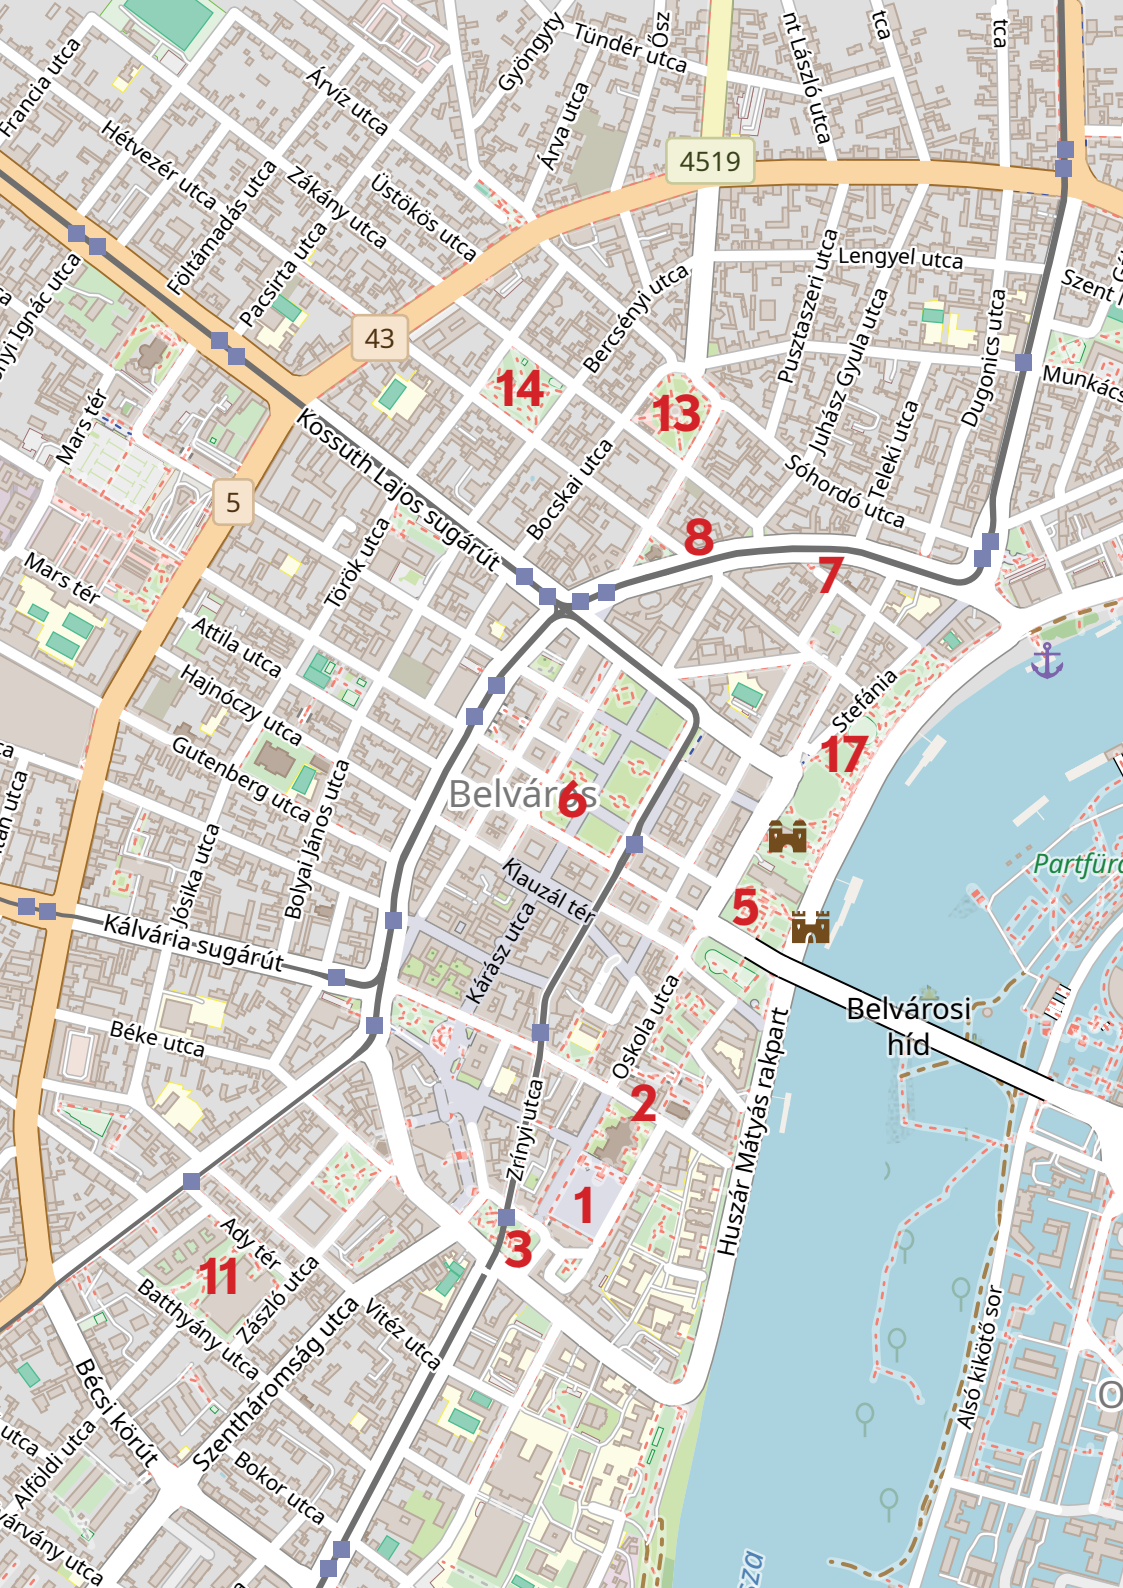 Francia utca
Gyöngyty
Tündér utca
Ősz
nt László utca
tca
tca
Árvíz utca
Árva utca
Hétvezér utca
4519
Zákány utca
Üstökös utca
Föltámadás utca
Pacsirta utca
nyi Ignác utca
Bercsényi utca
Pusztaszeri utca
Lengyel utca
Szent
43
Juhász Gyula utca
Dugonics utca
Munkács
14
13
Mars tér
Kossuth Lajos sugárút
Bocskai utca
Teleki utca
Sóhordó utca
5
8
7
Mars tér
Török utca
Attila utca
Hajnóczy utca
Stefánia
17
Gutenberg utca
Belváros
6
Bolyai János utca
Jósika utca
Klauzál tér
Partfürd
5
Kálvária sugárút
Kárász utca
Oskola utca
Belvárosi
híd
Béke utca
2
Zrínyi utca
Huszár Mátyás rakpart
1
3
Ady tér
11
Zászló utca
Batthyány utca
Vitéz utca
Szentháromság utca
Bécsi körút
Alsó kikötő sor
O
utca
Alföldi utca
Bokor utca
várvány utca
sza